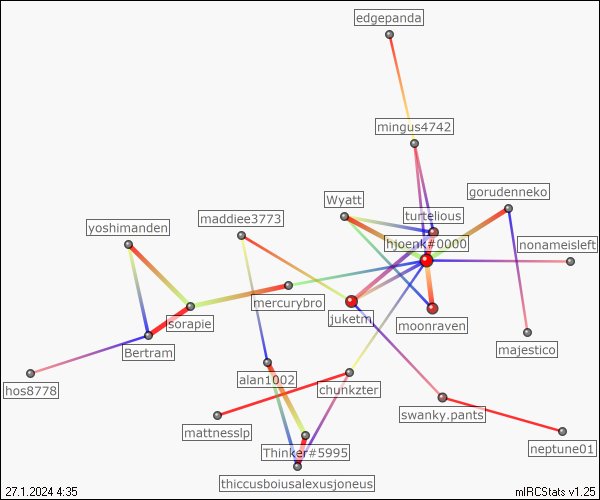 edgepanda
mingus4742
Wyatt
gorudenneko
turtelious
maddiee3773
yoshimanden
hpoenk#0000
nonameisleft
mercurybro
juketm
moonraven
sorapie
majestico
Bertram
alan1002
chunkzter
hos8778
swanky.pants
mattnesslp
neptune01
Thinker#5995
thiccusboiusalexusjoneus
27.1.2024 4:35
mIRCStats v1.25